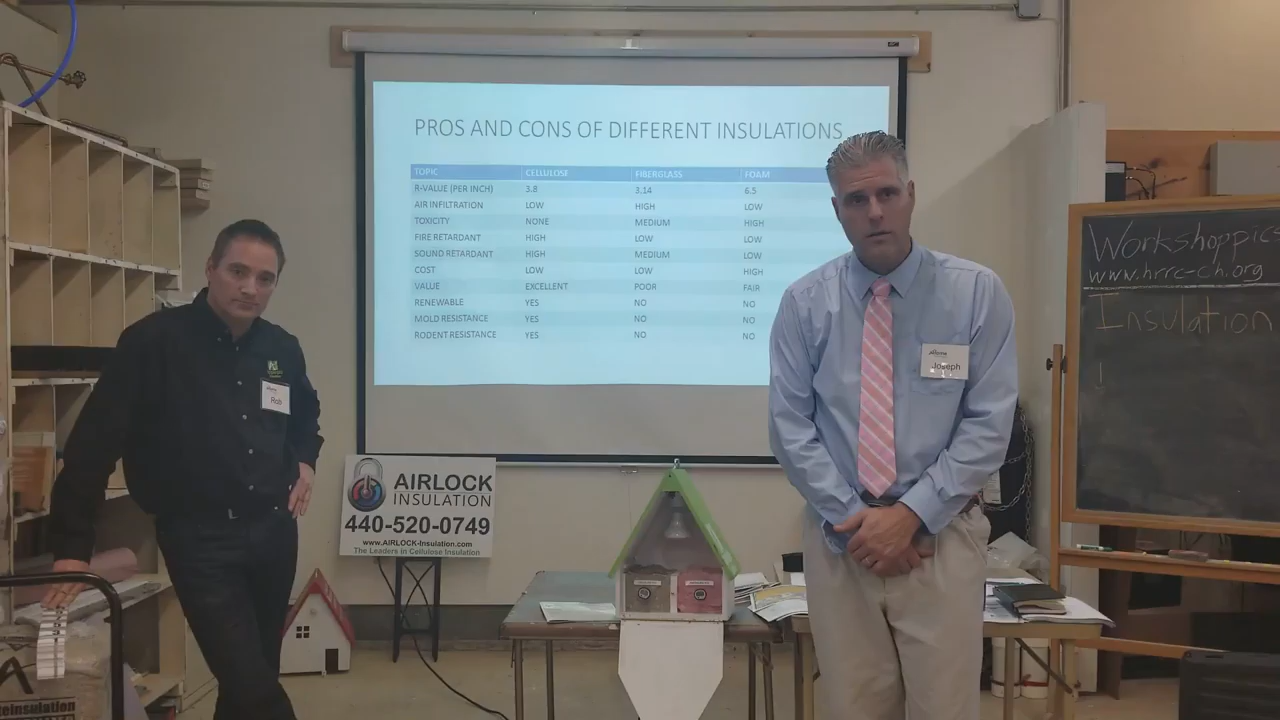 PROS AND CONS OF DIFFERENT INSULATIONS
TOPIC CELLULOSE FIBERGLASS FOAM
R-VALUE (PER INCH) 3.8 3.14 6.5
AIR INFILTRATION LOW HIGH LOW
TOXICITY NONE MEDIUM HIGH
FIRE RETARDANT HIGH LOW LOW
SOUND RETARDANT HIGH MEDIUM LOW
COST LOW LOW HIGH
VALUE EXCELLENT POOR FAIR
RENEWABLE YES NO NO
MOLD RESISTANCE YES NO NO
RODENT RESISTANCE YES NO NO
Rob
Joseph
Workshoppics
www.hrrc-ch.org
Insulation
AIRLOCK
INSULATION
440-520-0749
www.AIRLOCK-Insulation.com
The Leaders in Cellulose Insulation
einsulation